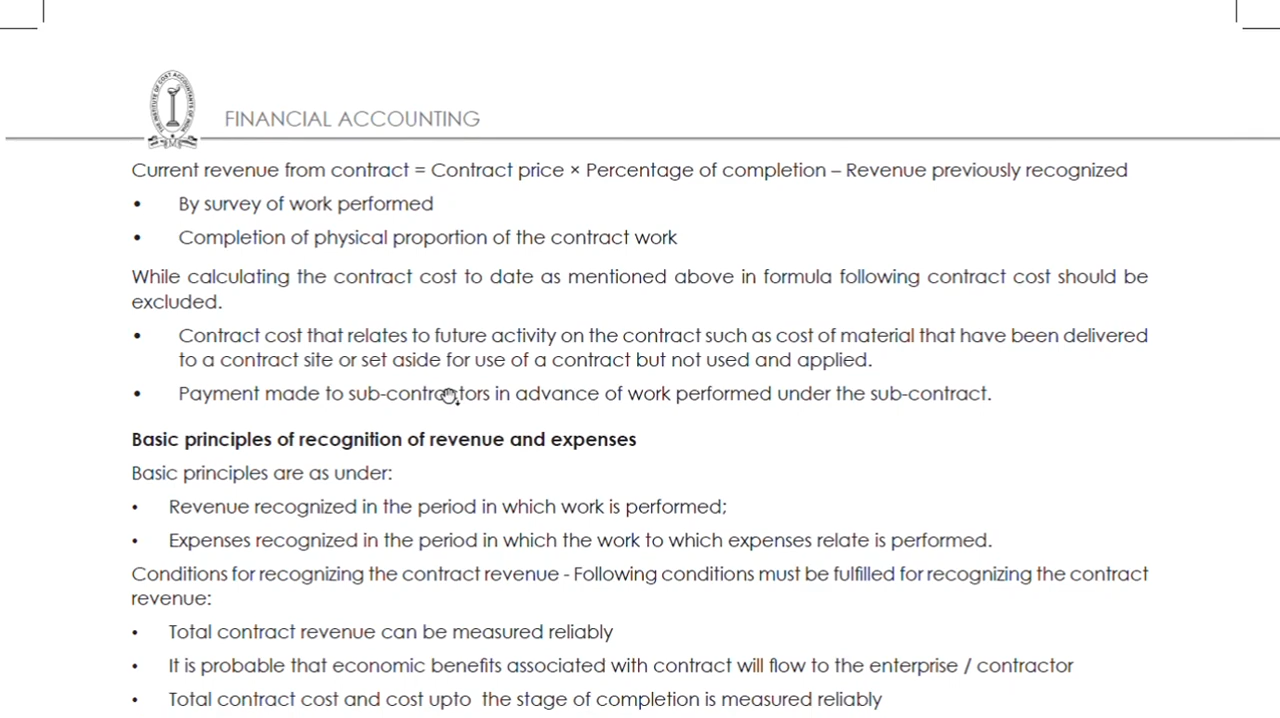 FINANCIAL ACCOUNTING
Current revenue from contract = Contract price × Percentage of completion – Revenue previously recognized
• By survey of work performed
• Completion of physical proportion of the contract work
While calculating the contract cost to date as mentioned above in formula following contract cost should be
excluded.
• Contract cost that relates to future activity on the contract such as cost of material that have been delivered
to a contract site or set aside for use of a contract but not used and applied.
• Payment made to sub-contractors in advance of work performed under the sub-contract.
Basic principles of recognition of revenue and expenses
Basic principles are as under:
• Revenue recognized in the period in which work is performed;
• Expenses recognized in the period in which the work to which expenses relate is performed.
Conditions for recognizing the contract revenue - Following conditions must be fulfilled for recognizing the contract
revenue:
• Total contract revenue can be measured reliably
• It is probable that economic benefits associated with contract will flow to the enterprise / contractor
• Total contract cost and cost upto the stage of completion is measured reliably